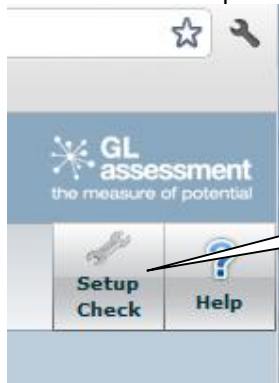 GL
assessment
the measure of potential
Setup
Check
Help